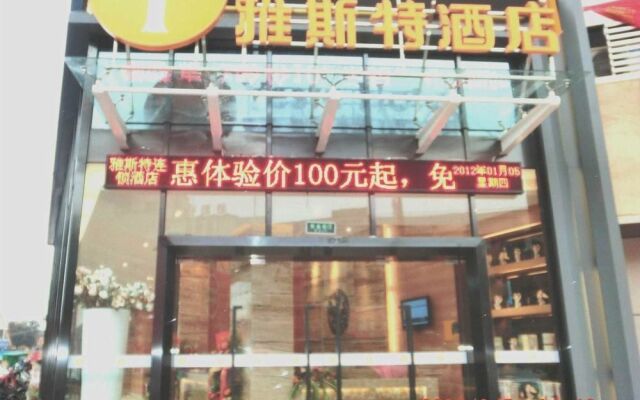 雅斯特酒店
雅斯特连
锁酒店
惠体验价100元起，免
2012年01月05
星期四